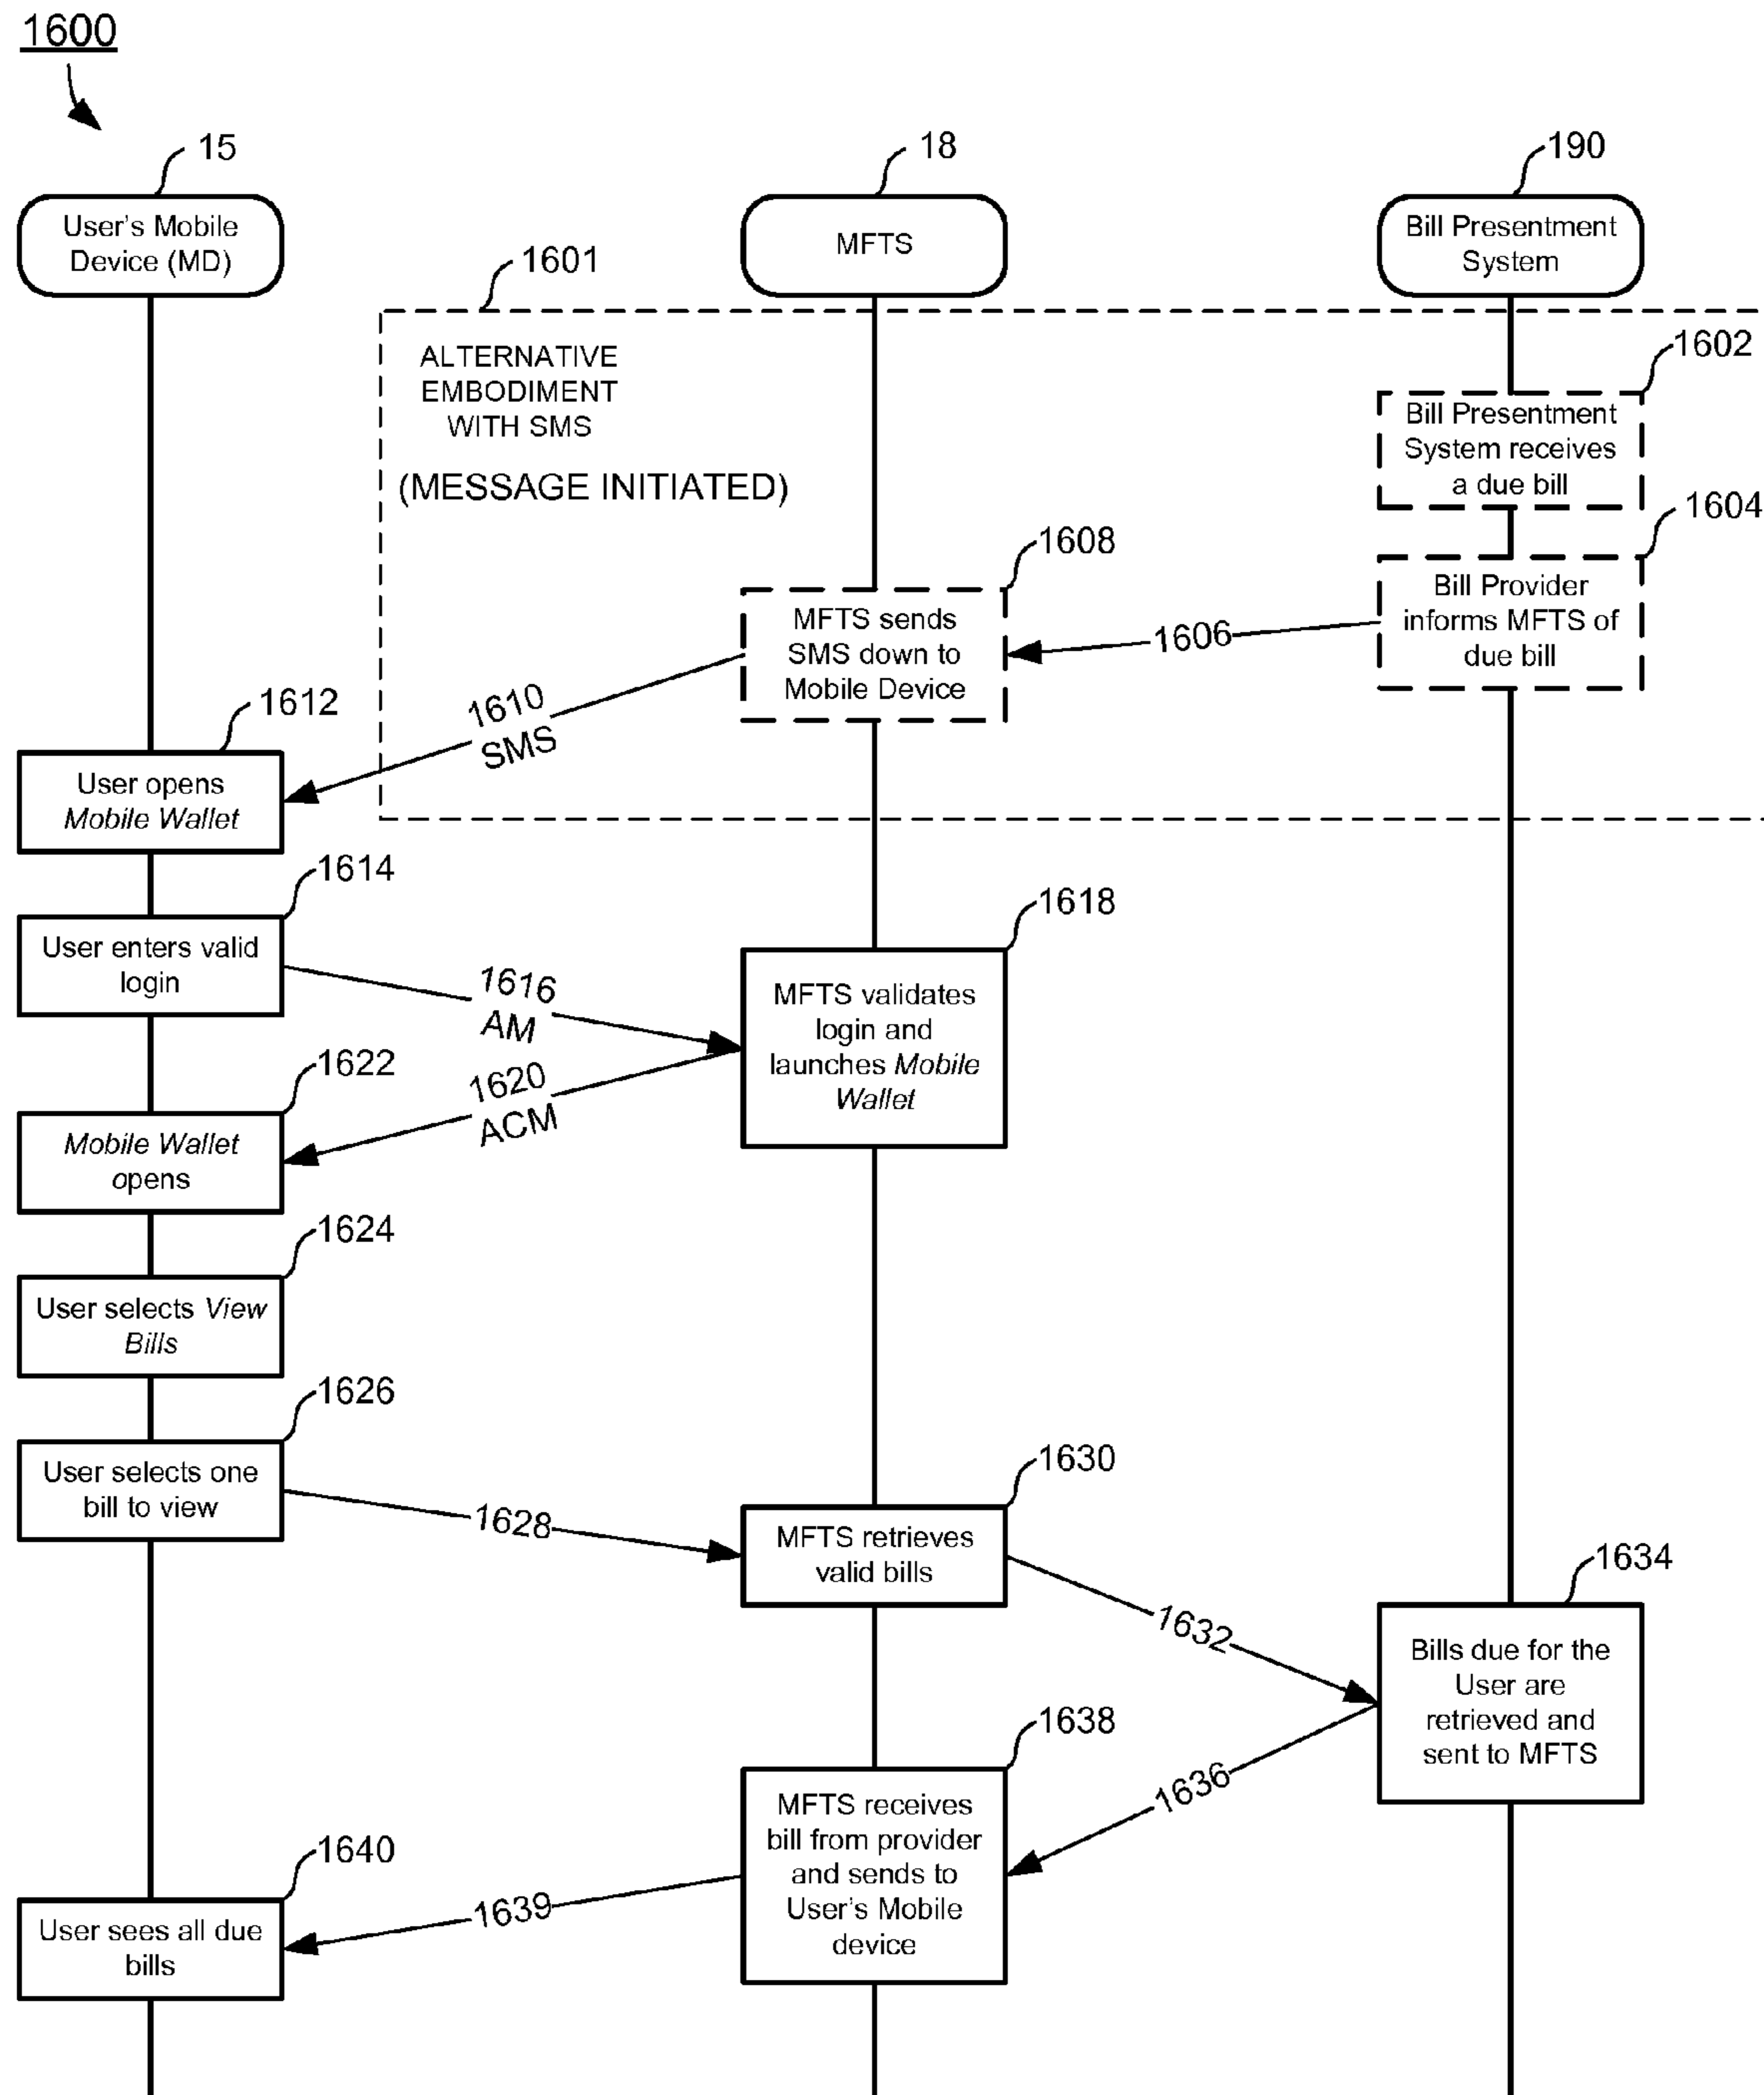 1600
15
18
190
User's Mobile
Device (MD)
MFTS
Bill Presentment
System
1601
ALTERNATIVE
EMBODIMENT
WITH SMS
(MESSAGE INITIATED)
1602
Bill Presentment
System receives
a due bill
1604
Bill Provider
informs MFTS of
due bill
1606
1608
MFTS sends
SMS down to
Mobile Device
1610
SMS
1612
User opens
Mobile Wallet
1614
User enters valid
login
1616
AM
1618
MFTS validates
login and
launches Mobile
Wallet
1620
ACM
1622
Mobile Wallet
opens
1624
User selects View
Bills
1626
User selects one
bill to view
1628
1630
MFTS retrieves
valid bills
1632
1634
Bills due for the
User are
retrieved and
sent to MFTS
1636
1638
MFTS receives
bill from provider
and sends to
User's Mobile
device
1639
1640
User sees all due
bills